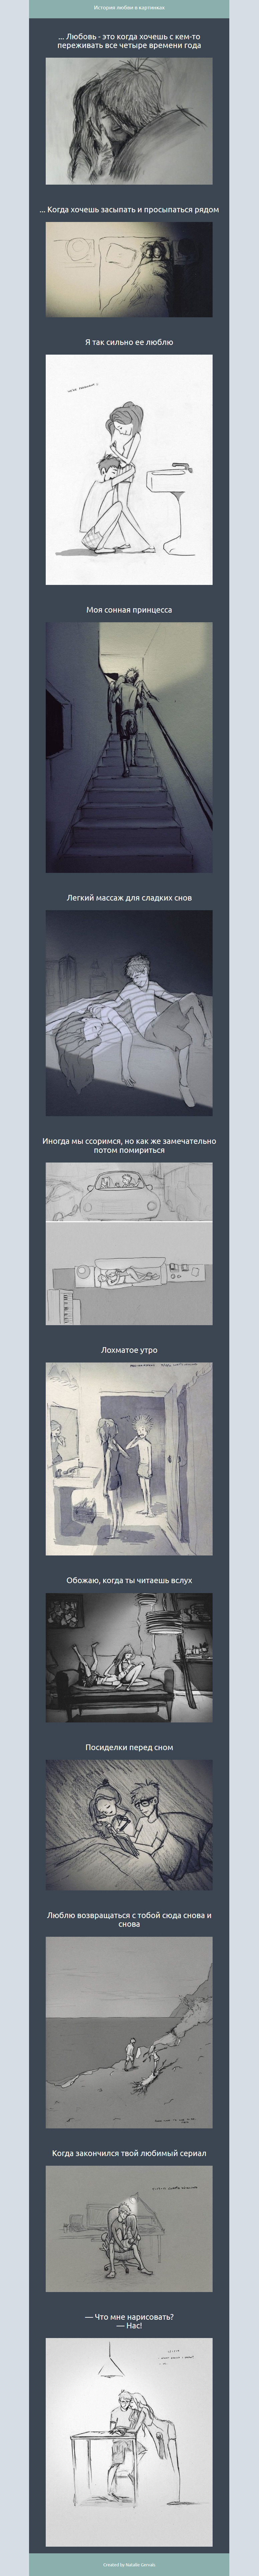 История любви в картинках
... Любовь - это когда хочешь с кем-то
переживать все четыре времени года
... Когда хочешь засыпать и просыпаться рядом
Я так сильно ее люблю
Моя сонная принцесса
Легкий массаж для сладких снов
Иногда мы ссоримся, но как же замечательно
потом помириться
Лохматое утро
Обожаю, когда ты читаешь вслух
Посиделки перед сном
Люблю возвращаться с тобой сюда снова и
снова
Когда закончился твой любимый сериал
— Что мне нарисовать?
— Нас!
Created by Natalie Gervais